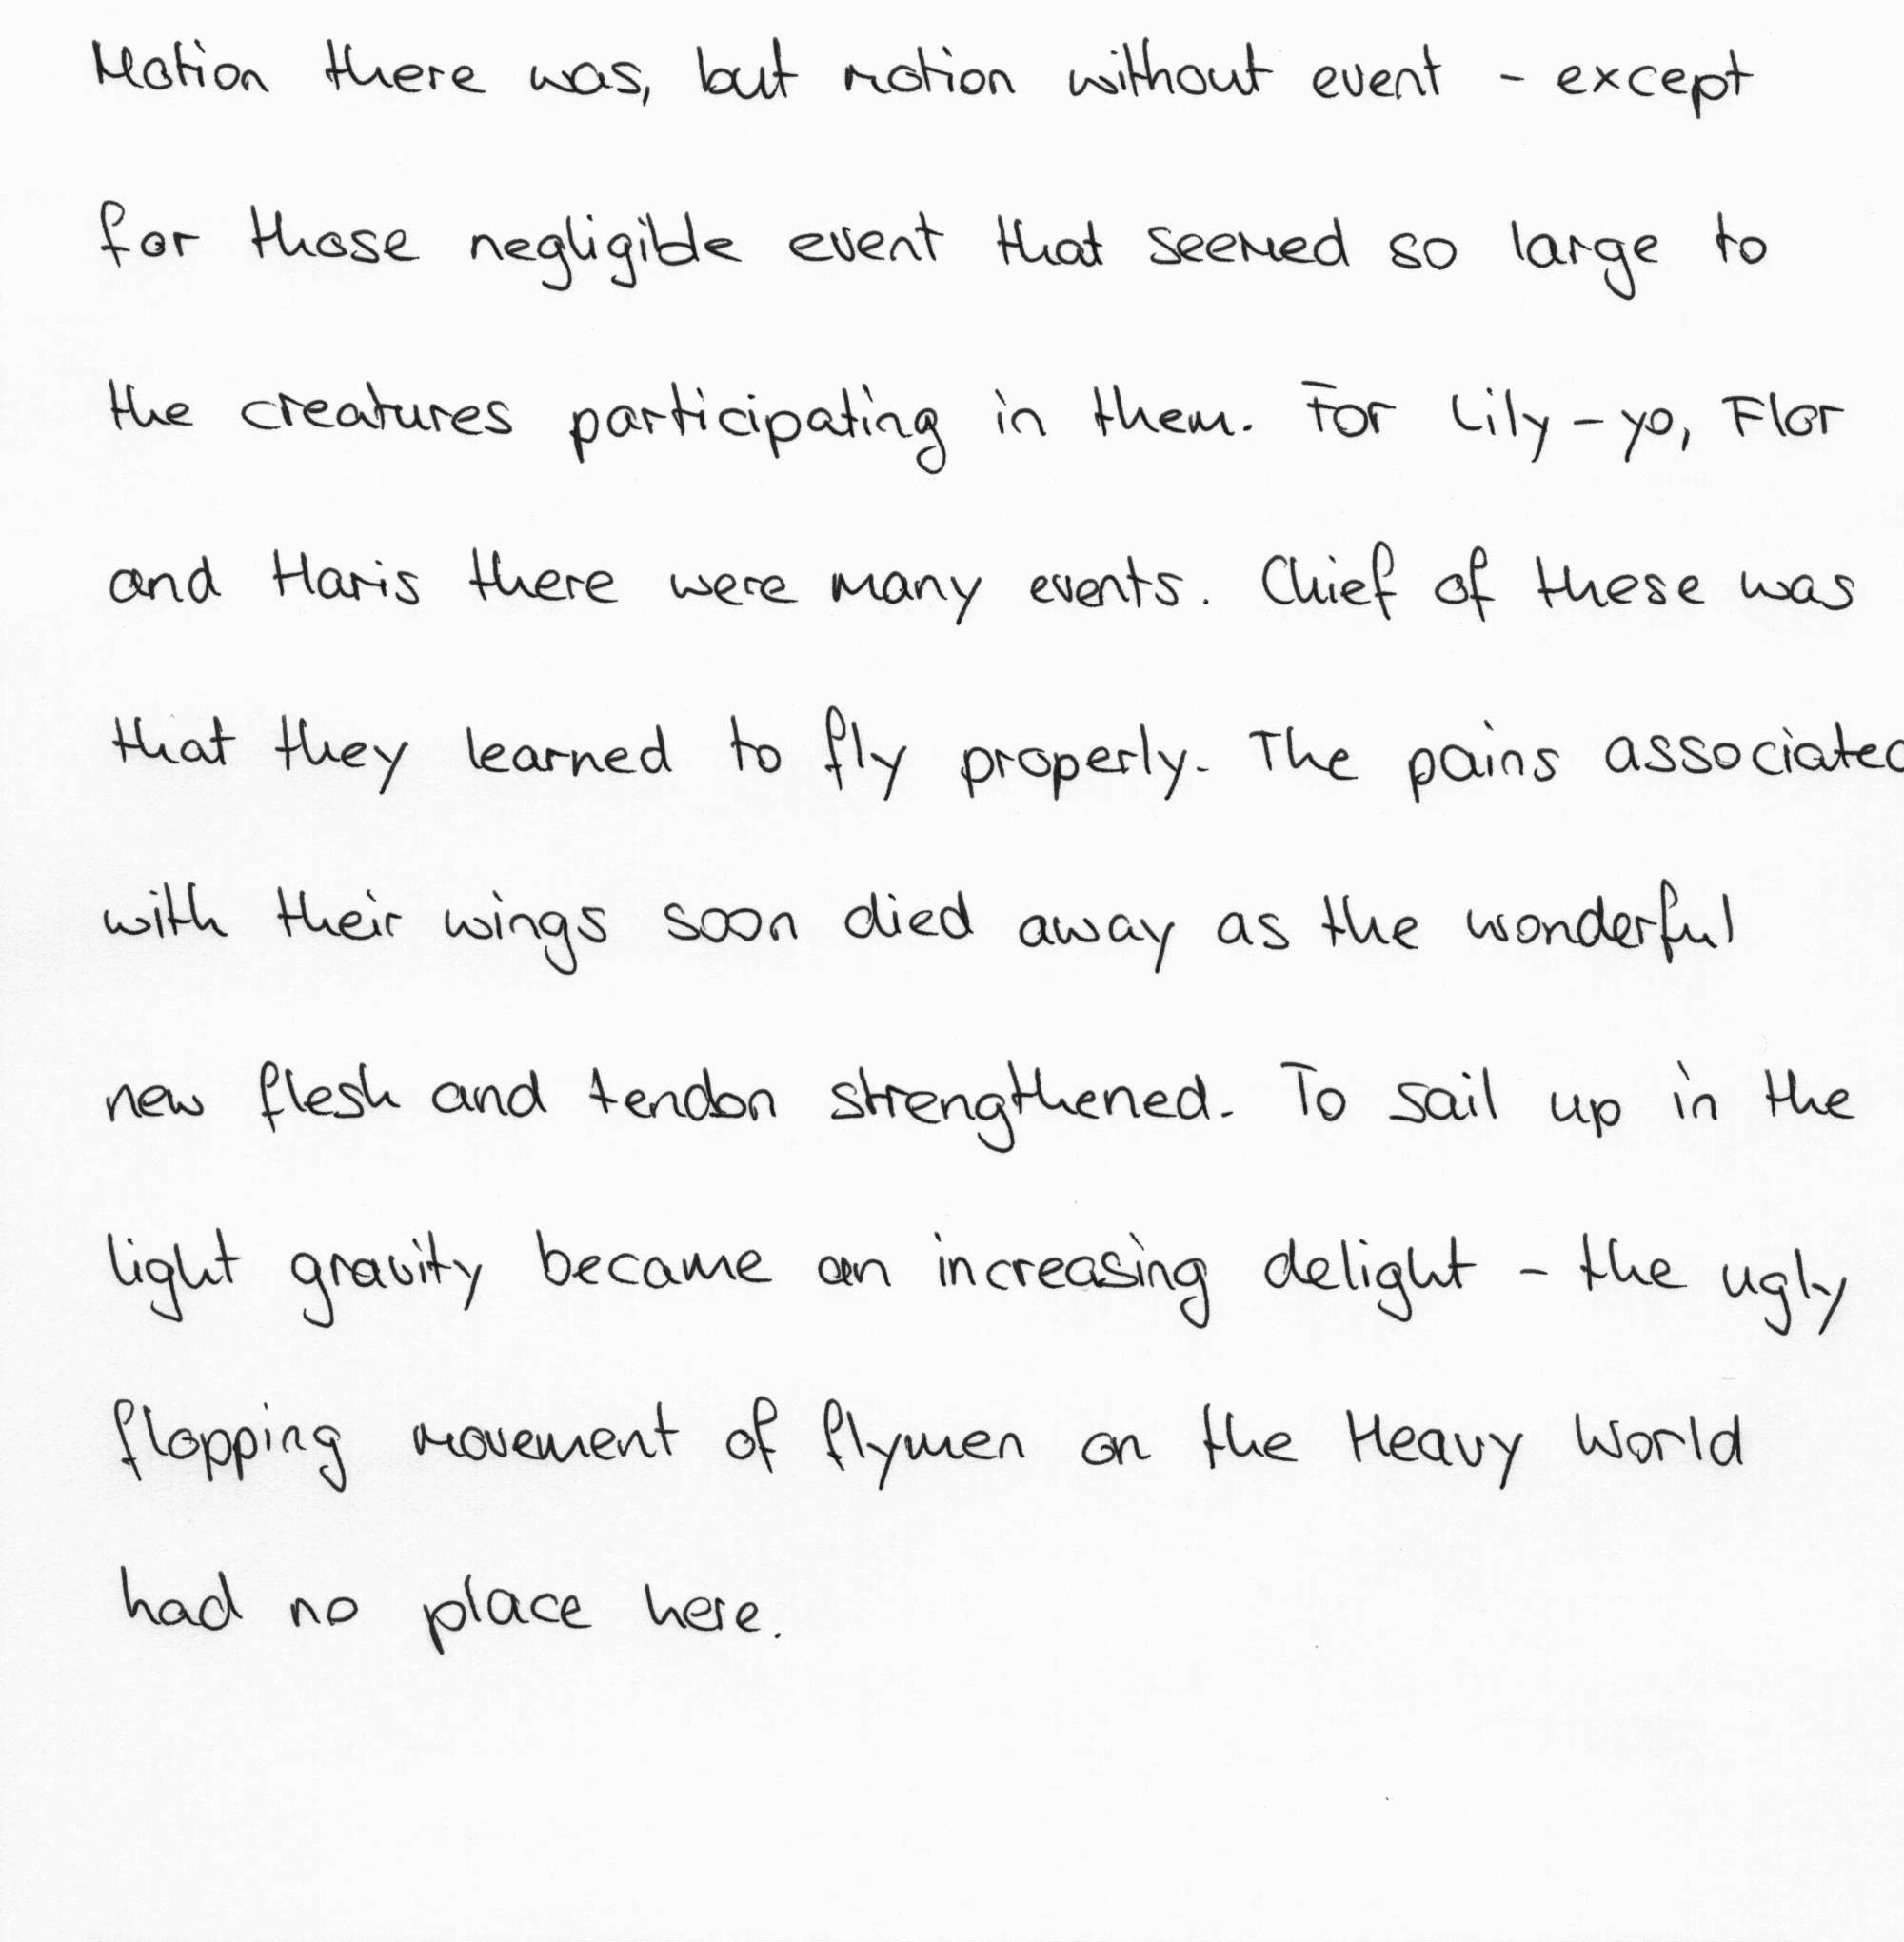 Motion there was, but motion without event - except
for those negligible event that seemed so large to
the creatures participating in them. For Lily-yo, Flor
and Haris there were many events. Chief of these was
that they learned to fly properly. The pains associated
with their wings soon died away as the wonderful
new flesh and tendon strengthened. To sail up in the
light gravity became an increasing delight - the ugly
flopping movement of flymen on the Heavy World
had no place here.